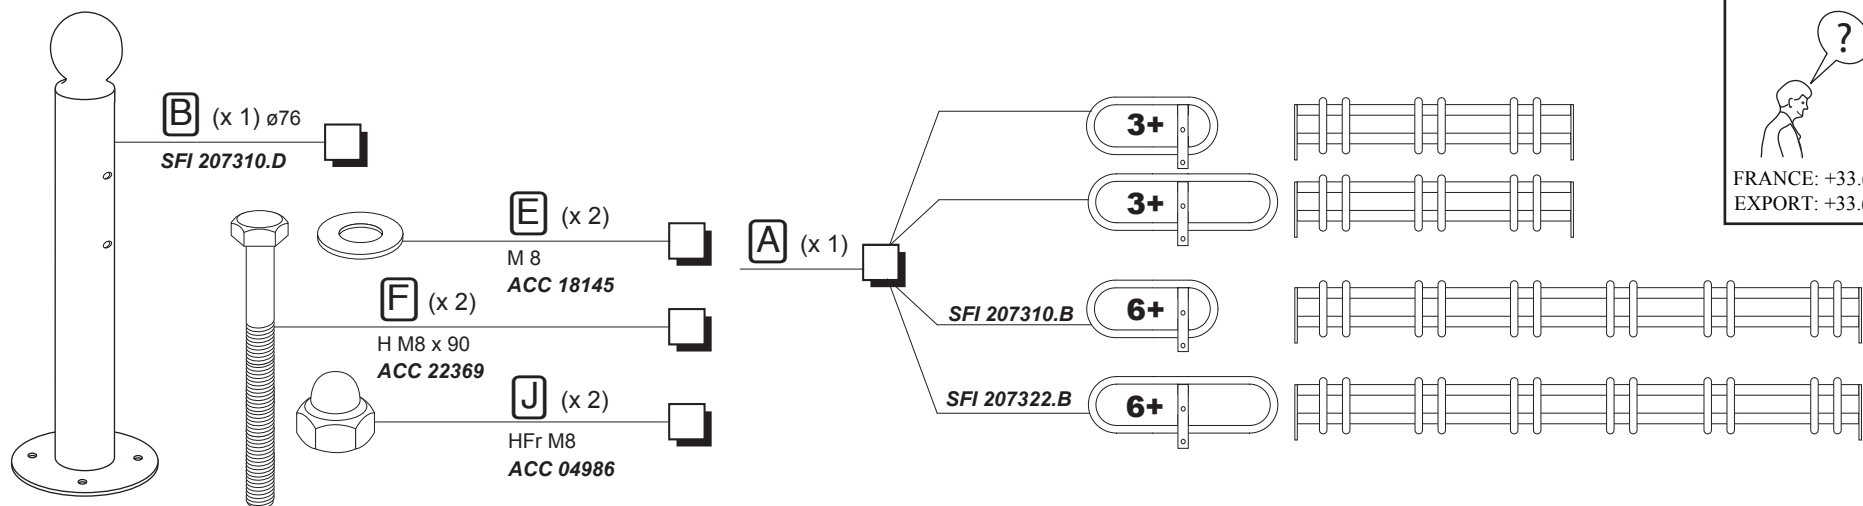 B (x 1) ø76
SFI 207310.D
E (x 2)
M 8
ACC 18145
F (x 2)
H M8 x 90
ACC 22369
J (x 2)
HFr M8
ACC 04986
A (x 1)
3+
3+
SFI 207310.B
6+
SFI 207322.B
6+
?
FRANCE: +33.
EXPORT: +33.